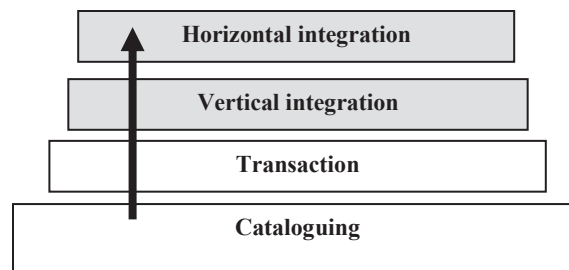 Horizontal integration
Vertical integration
Transaction
Cataloguing